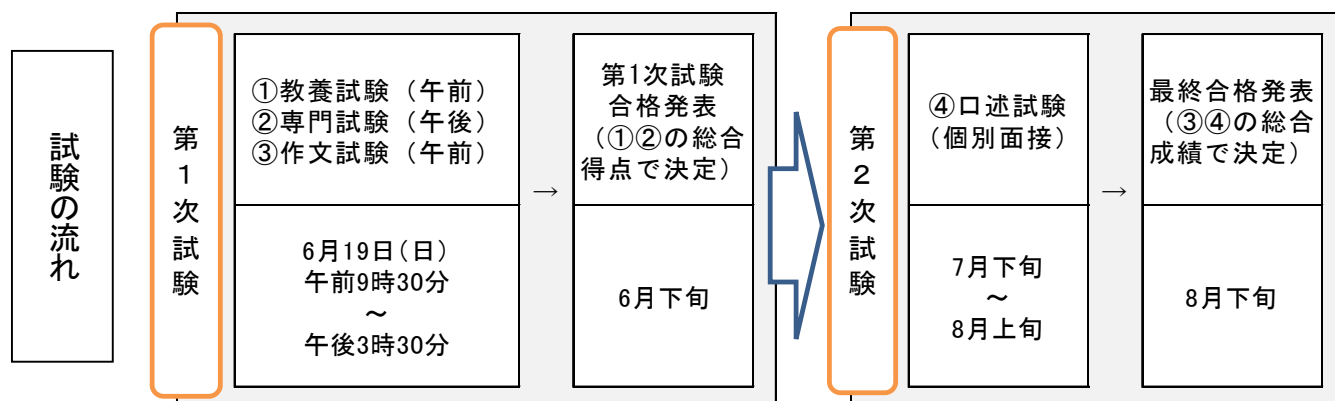 試験の流れ
第1次試験
①教養試験（午前）
②専門試験（午後）
③作文試験（午前）
6月19日(日)
午前9時30分
～
午後3時30分
→
第1次試験
合格発表
（①②の総合
得点で決定）
6月下旬
第2次試験
④口述試験
（個別面接）
7月下旬
～
8月上旬
→
最終合格発表
（③④の総合
成績で決定）
8月下旬